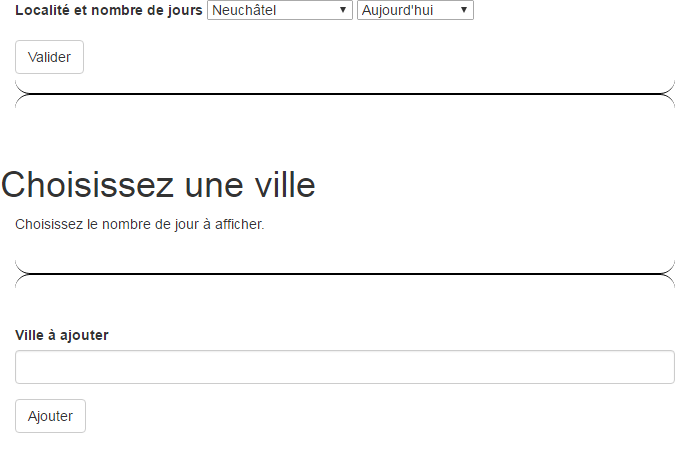 Localité et nombre de jours Neuchâtel Aujourd'hui
Valider
Choisissez une ville
Choisissez le nombre de jour à afficher.
Ville à ajouter
Ajouter